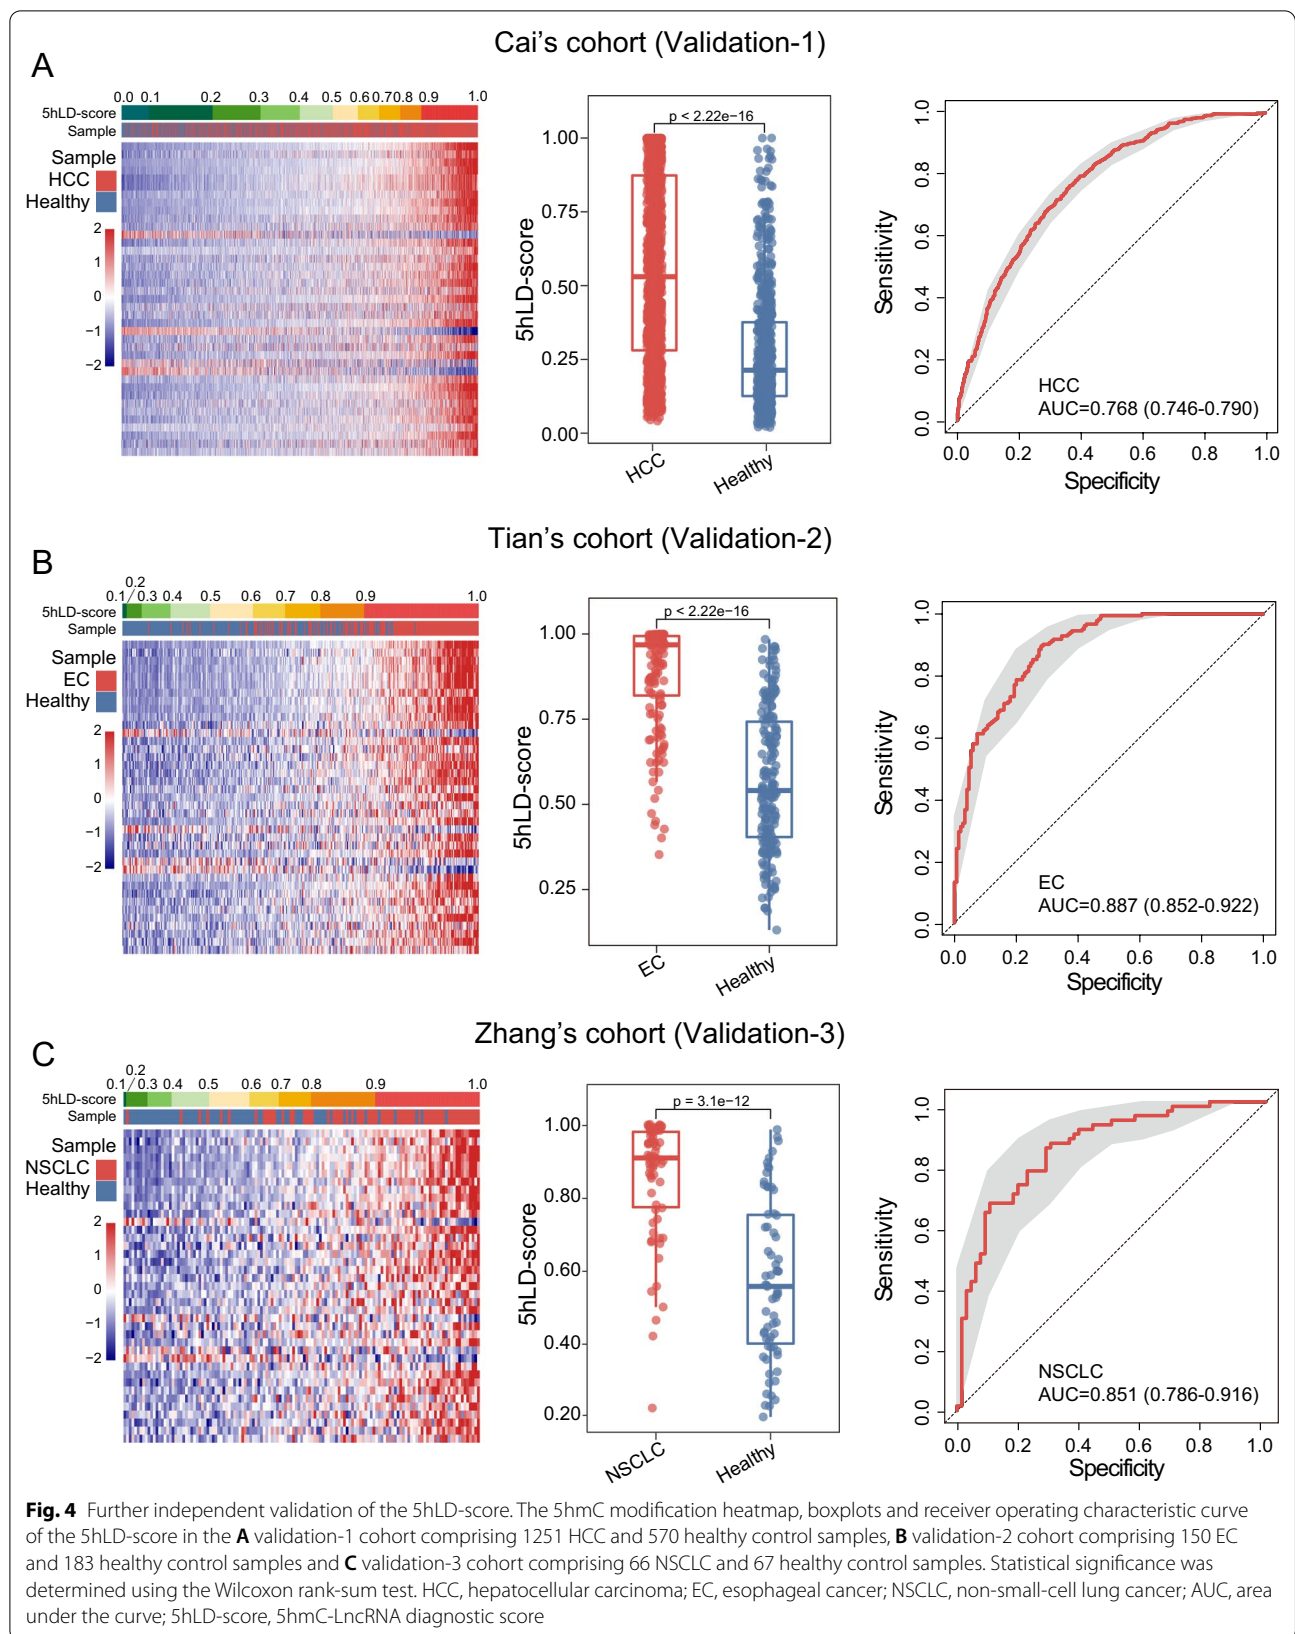 Cai's cohort (Validation-1)
A
0.0 0.1 0.2 0.3 0.4 0.5 0.6 0.7 0.8 0.9 1.0
5hLD-score
Sample
Sample
HCC
Healthy
2
1
0
−1
−2
p < 2.22e−16
1.00
0.75
0.50
0.25
0.00
5hLD-score
HCC
Healthy
1.0
0.8
0.6
0.4
0.2
0.0
Sensitivity
HCC
AUC=0.768 (0.746-0.790)
0.0 0.2 0.4 0.6 0.8 1.0
Specificity
Tian's cohort (Validation-2)
B
0.2
0.1 0.3 0.4 0.5 0.6 0.7 0.8 0.9 1.0
5hLD-score
Sample
Sample
EC
Healthy
2
1
0
−1
−2
p < 2.22e−16
1.00
0.75
0.50
0.25
5hLD-score
EC
Healthy
1.0
0.8
0.6
0.4
0.2
0.0
Sensitivity
EC
AUC=0.887 (0.852-0.922)
0.0 0.2 0.4 0.6 0.8 1.0
Specificity
Zhang's cohort (Validation-3)
C
0.2
0.1 0.3 0.4 0.5 0.6 0.7 0.8 0.9 1.0
5hLD-score
Sample
Sample
NSCLC
Healthy
2
1
0
−1
−2
p = 3.1e−12
1.00
0.80
0.60
0.40
0.20
5hLD-score
NSCLC
Healthy
1.0
0.8
0.6
0.4
0.2
0.0
Sensitivity
NSCLC
AUC=0.851 (0.786-0.916)
0.0 0.2 0.4 0.6 0.8 1.0
Specificity
Fig. 4 Further independent validation of the 5hLD-score. The 5hmC modification heatmap, boxplots and receiver operating characteristic curve
of the 5hLD-score in the A validation-1 cohort comprising 1251 HCC and 570 healthy control samples, B validation-2 cohort comprising 150 EC
and 183 healthy control samples and C validation-3 cohort comprising 66 NSCLC and 67 healthy control samples. Statistical significance was
determined using the Wilcoxon rank-sum test. HCC, hepatocellular carcinoma; EC, esophageal cancer; NSCLC, non-small-cell lung cancer; AUC, area
under the curve; 5hLD-score, 5hmC-LncRNA diagnostic score